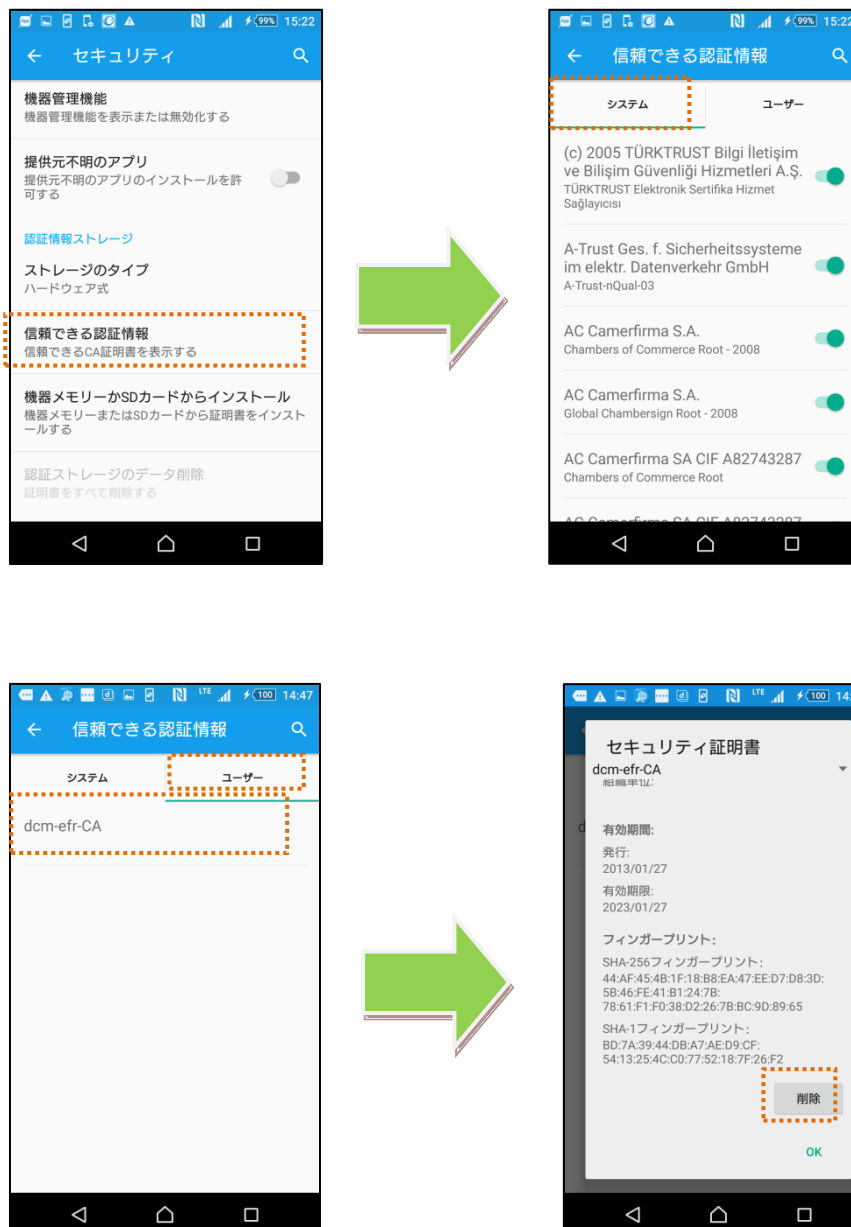 99% 15:22
セキュリティ
機器管理機能
機器管理機能を表示または無効化する
提供元不明のアプリ
提供元不明のアプリのインストールを許
可する
認証情報ストレージ
ストレージのタイプ
ハードウェア式
信頼できる認証情報
信頼できるCA証明書を表示する
機器メモリーかSDカードからインストール
機器メモリーまたはSDカードから証明書をインスト
ールする
認証ストレージのデータ削除
証明書をすべて削除する
99% 15:22
信頼できる認証情報
システム
ユーザー
(c) 2005 TÜRKTRUST Bilgi İletişim
ve Bilişim Güvenliği Hizmetleri A.Ş.
TÜRKTRUST Elektronik Sertifika Hizmet
Sağlayıcısı
A-Trust Ges. f. Sicherheitssysteme
im elektr. Datenverkehr GmbH
A-Trust-nQual-03
AC Camerfirma S.A.
Chambers of Commerce Root - 2008
AC Camerfirma S.A.
Global Chambersign Root - 2008
AC Camerfirma SA CIF A82743287
Chambers of Commerce Root
AC Camerfirma SA CIF A82743287
LTE 100 14:47
信頼できる認証情報
システム
ユーザー
dcm-efr-CA
LTE 100 14:
セキュリティ証明書
dcm-efr-CA
組織単位:
d
有効期間:
発行:
2013/01/27
有効期限:
2023/01/27
フィンガープリント:
SHA-256フィンガープリント:
44:AF:45:4B:1F:18:B8:EA:47:EE:D7:D8:3D:
5B:46:FE:41:B1:24:7B:
78:61:F1:F0:38:D2:26:7B:BC:9D:89:65
SHA-1フィンガープリント:
BD:7A:39:44:DB:A7:AE:D9:CF:
54:13:25:4C:C0:77:52:18:7F:26:F2
削除
OK